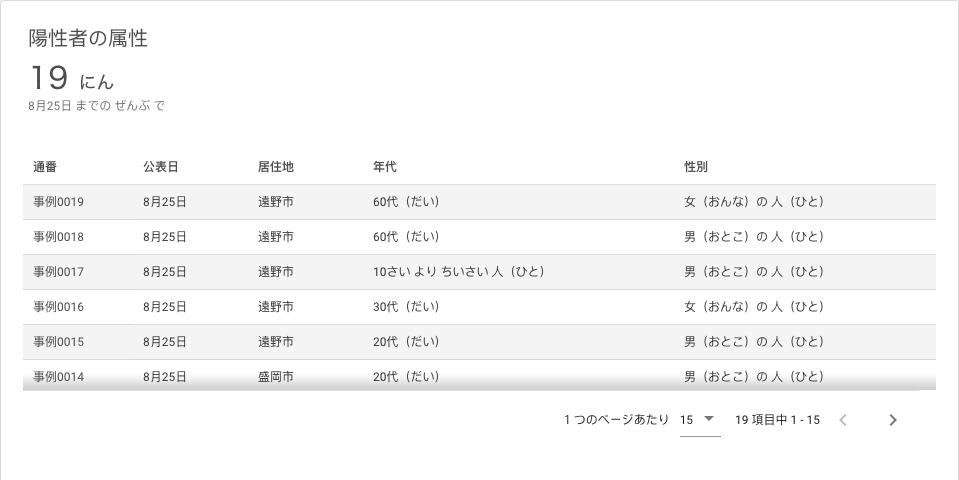 陽性者の属性
19 にん
8月25日 までの ぜんぶ で
通番 公表日 居住地 年代 性別
事例0019 8月25日 遠野市 60代（だい） 女（おんな）の 人（ひと）
事例0018 8月25日 遠野市 60代（だい） 男（おとこ）の 人（ひと）
事例0017 8月25日 遠野市 10さい より ちいさい 人（ひと） 男（おとこ）の 人（ひと）
事例0016 8月25日 遠野市 30代（だい） 女（おんな）の 人（ひと）
事例0015 8月25日 遠野市 20代（だい） 男（おとこ）の 人（ひと）
事例0014 8月25日 盛岡市 20代（だい） 男（おとこ）の 人（ひと）
1 つのページあたり 15 19 項目中 1 - 15